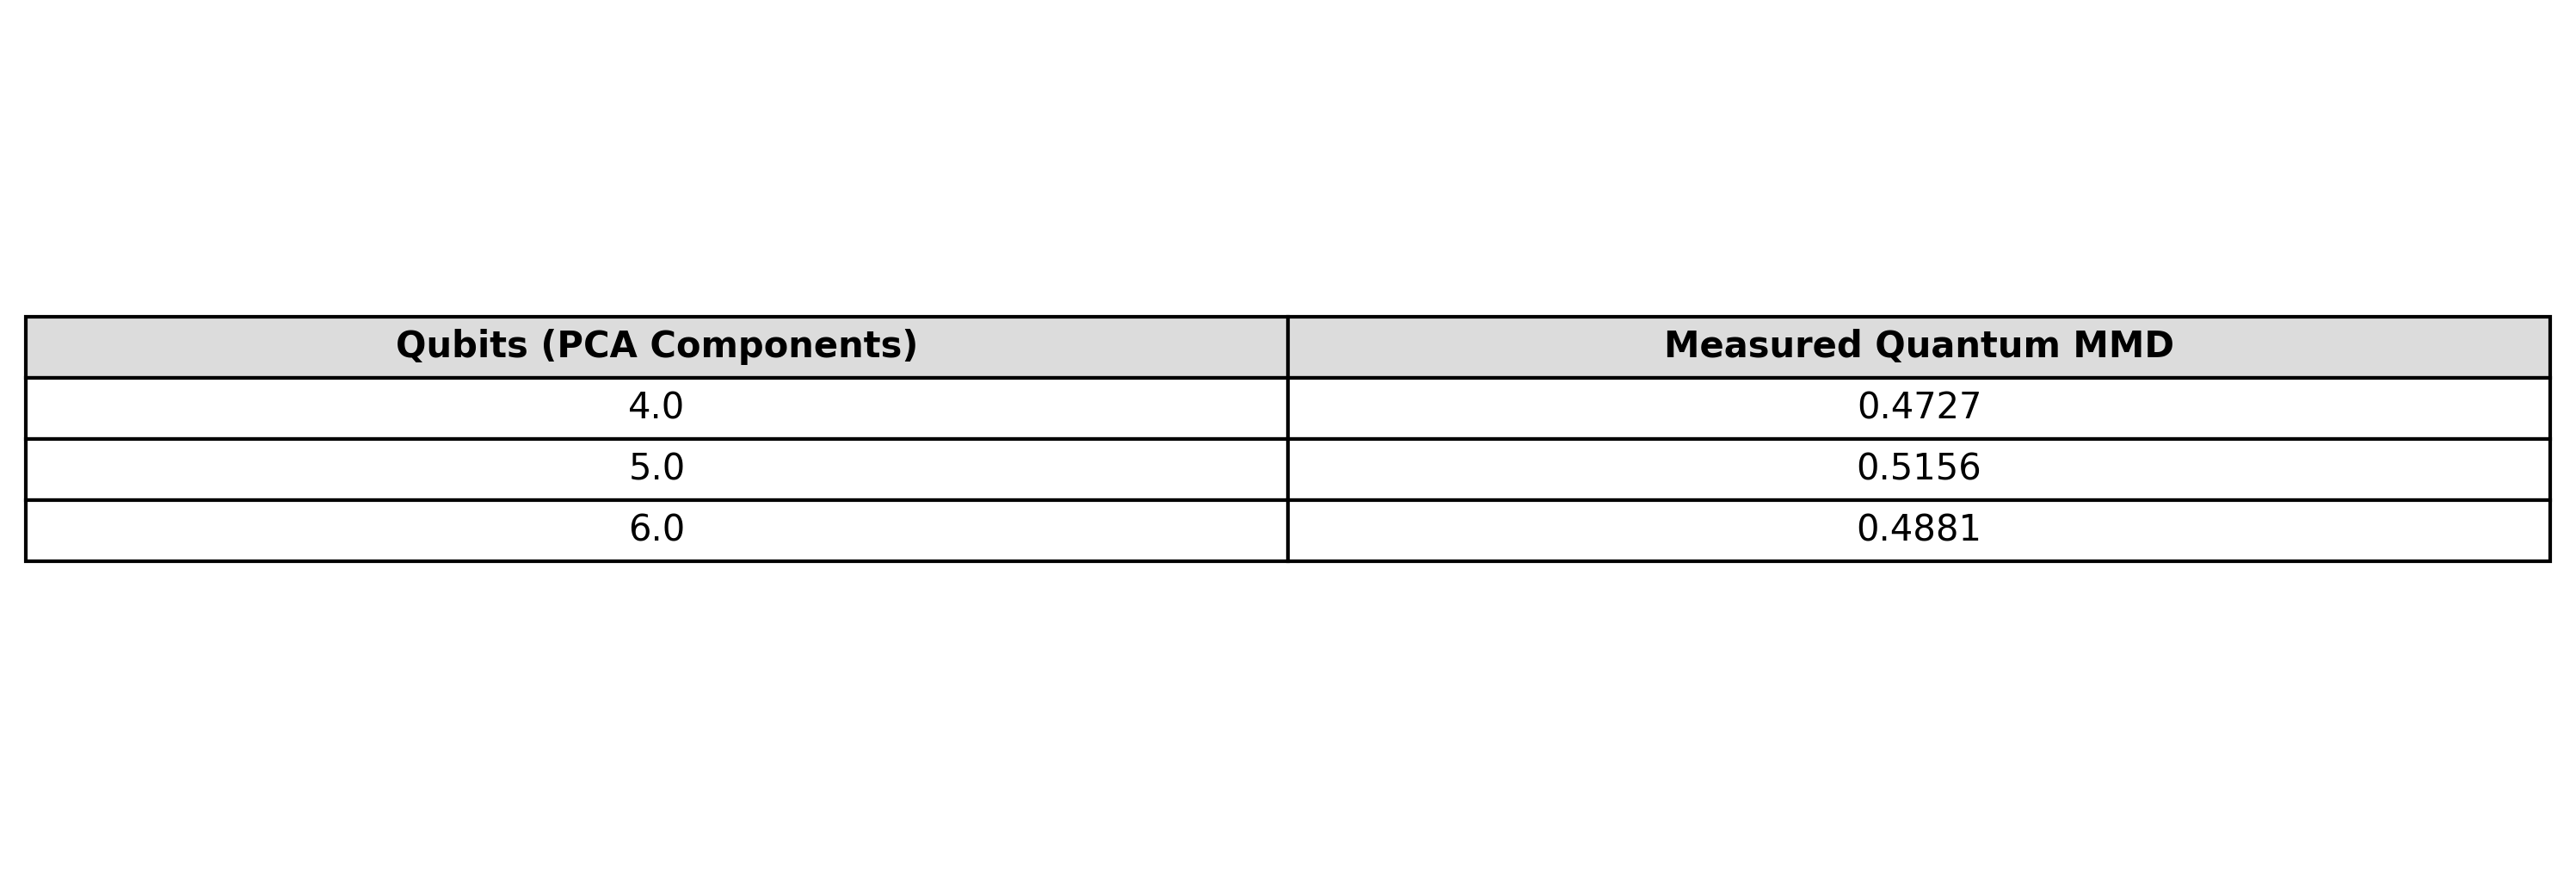 Qubits (PCA Components) Measured Quantum MMD
4.0 0.4727
5.0 0.5156
6.0 0.4881